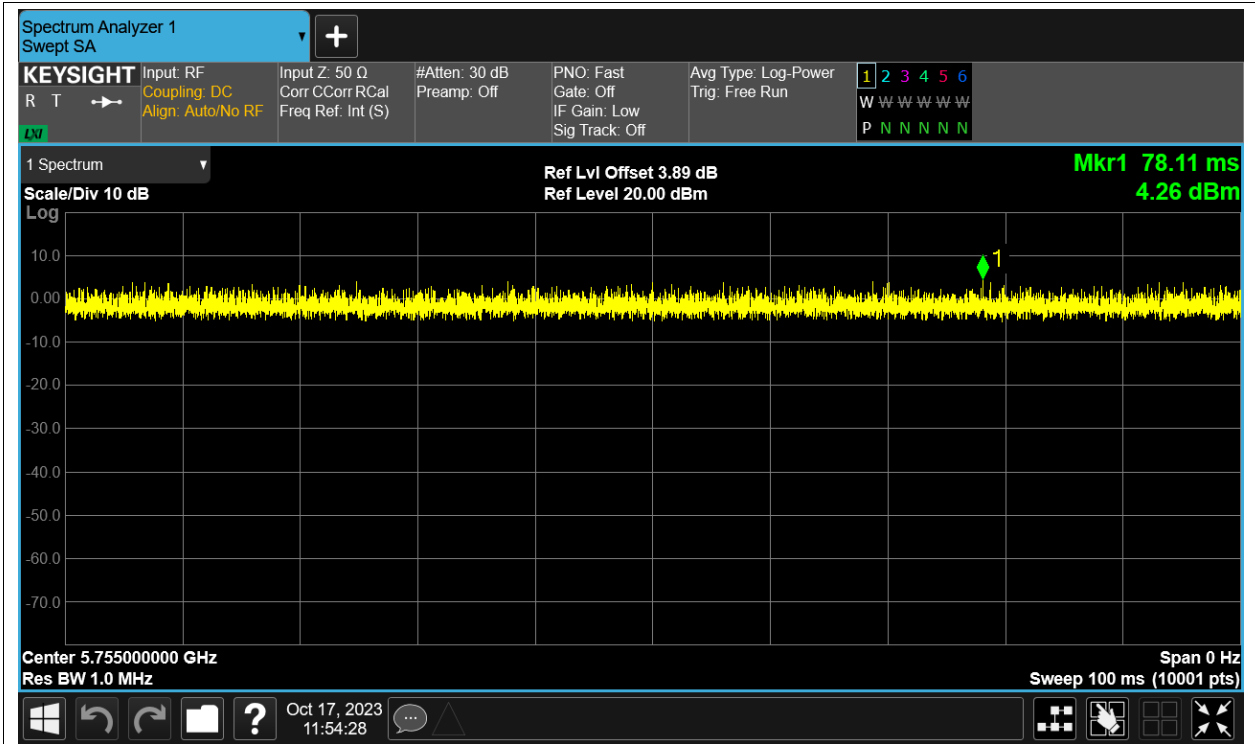 Spectrum Analyzer 1
Swept SA
KEYSIGHT
R T
LXI
Input: RF
Coupling: DC
Align: Auto/No RF
Input Z: 50 Ω
Corr CCorr RCal
Freq Ref: Int (S)
#Atten: 30 dB
Preamp: Off
PNO: Fast
Gate: Off
IF Gain: Low
Sig Track: Off
Avg Type: Log-Power
Trig: Free Run
1 2 3 4 5 6
W W W W W W
P N N N N N
1 Spectrum
Scale/Div 10 dB
Log
Ref Lvl Offset 3.89 dB
Ref Level 20.00 dBm
Mkr1 78.11 ms
4.26 dBm
1
10.0
0.00
-10.0
-20.0
-30.0
-40.0
-50.0
-60.0
-70.0
Center 5.755000000 GHz
Res BW 1.0 MHz
Span 0 Hz
Sweep 100 ms (10001 pts)
?
Oct 17, 2023
11:54:28